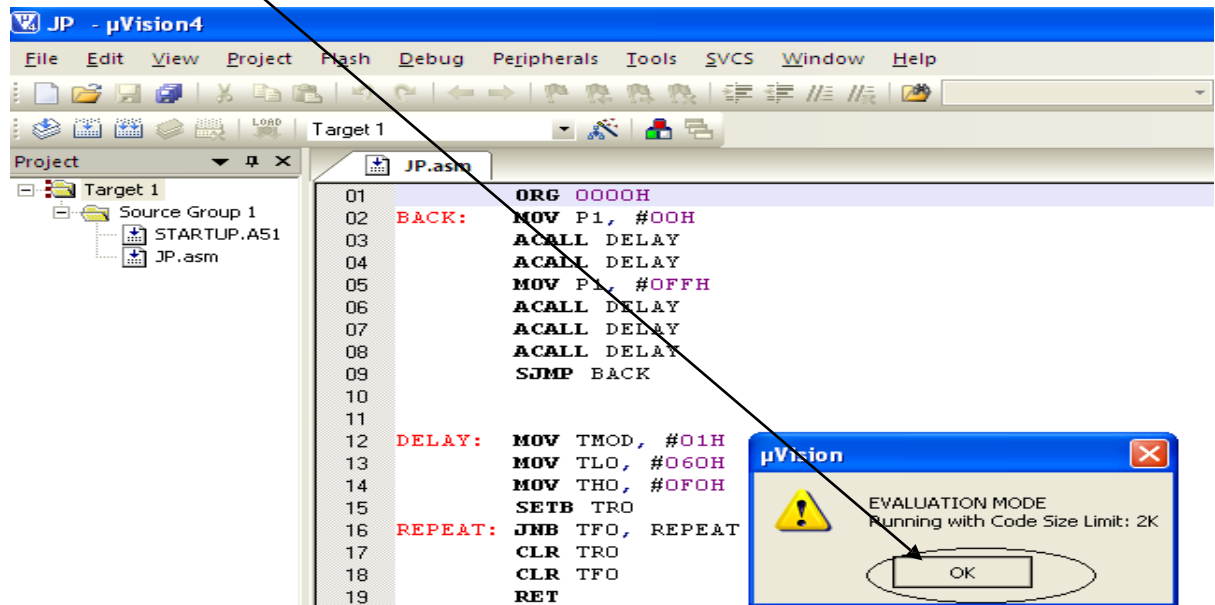 JP - µVision4
File Edit View Project Flash Debug Peripherals Tools SVCS Window Help
LOAD Target 1
Project JP.asm
Target 1
Source Group 1
STARTUP.A51
JP.asm
01 ORG 0000H
02 BACK: MOV P1, #00H
03 ACALL DELAY
04 ACALL DELAY
05 MOV P1, #0FFH
06 ACALL DELAY
07 ACALL DELAY
08 ACALL DELAY
09 SJMP BACK
10
11
12 DELAY: MOV TMOD, #01H
13 MOV TL0, #060H
14 MOV TH0, #0F0H
15 SETB TR0
16 REPEAT: JNB TF0, REPEAT
17 CLR TR0
18 CLR TF0
19 RET
µVision
EVALUATION MODE
Running with Code Size Limit: 2K
OK